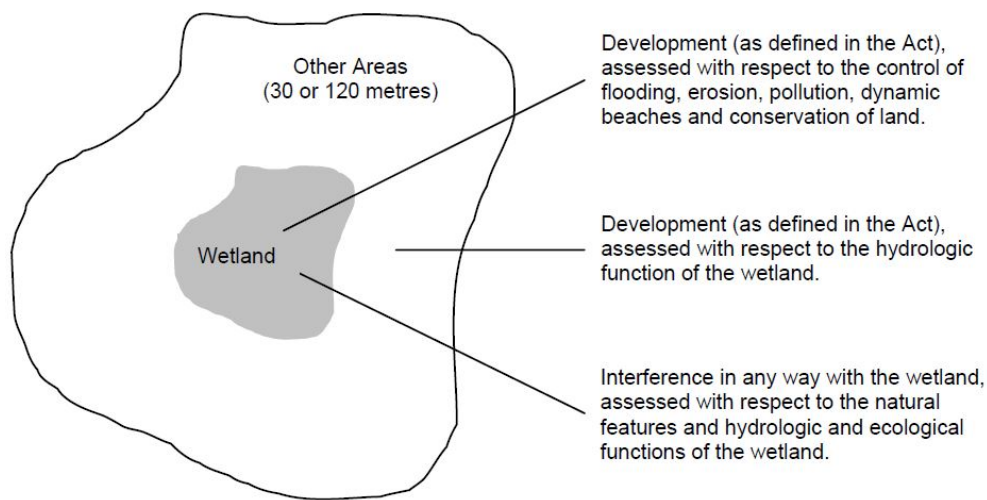 Other Areas
(30 or 120 metres)
Wetland
Development (as defined in the Act),
assessed with respect to the control of
flooding, erosion, pollution, dynamic
beaches and conservation of land.
Development (as defined in the Act),
assessed with respect to the hydrologic
function of the wetland.
Interference in any way with the wetland,
assessed with respect to the natural
features and hydrologic and ecological
functions of the wetland.